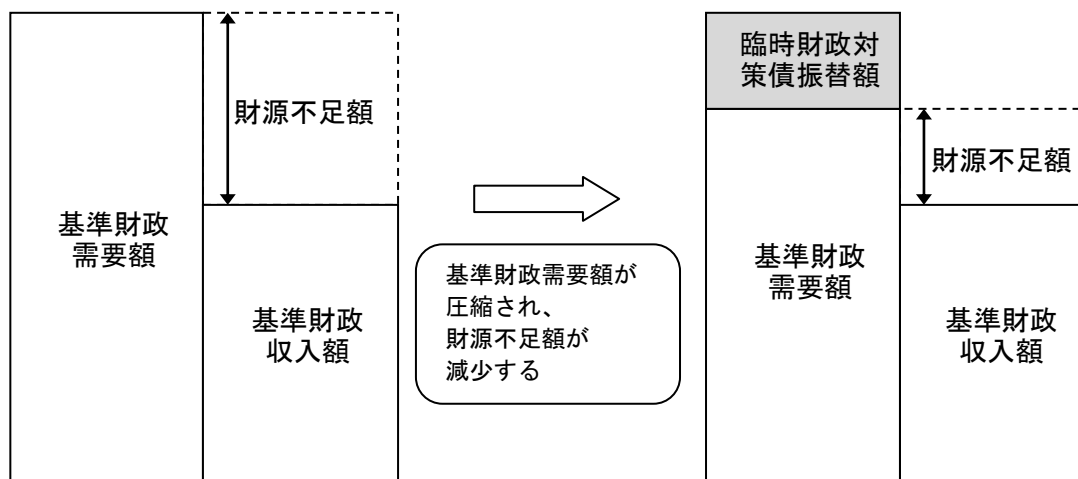 財源不足額
基準財政
需要額
基準財政
収入額
基準財政需要額が
圧縮され、
財源不足額が
減少する
臨時財政対
策債振替額
財源不足額
基準財政
需要額
基準財政
収入額